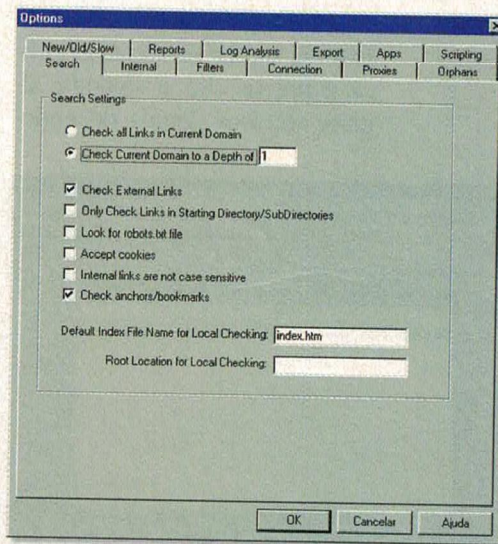 Options
New/Old/Slow Reports Log Analysis Export Apps Scripting
Search Internal Filters Connection Proxies Orphans
Search Settings
Check all Links in Current Domain
Check Current Domain to a Depth of 1
Check External Links
Only Check Links in Starting Directory/SubDirectories
Look for robots.txt file
Accept cookies
Internal links are not case sensitive
Check anchors/bookmarks
Default Index File Name for Local Checking: index.htm
Root Location for Local Checking:
OK Cancelar Ajuda